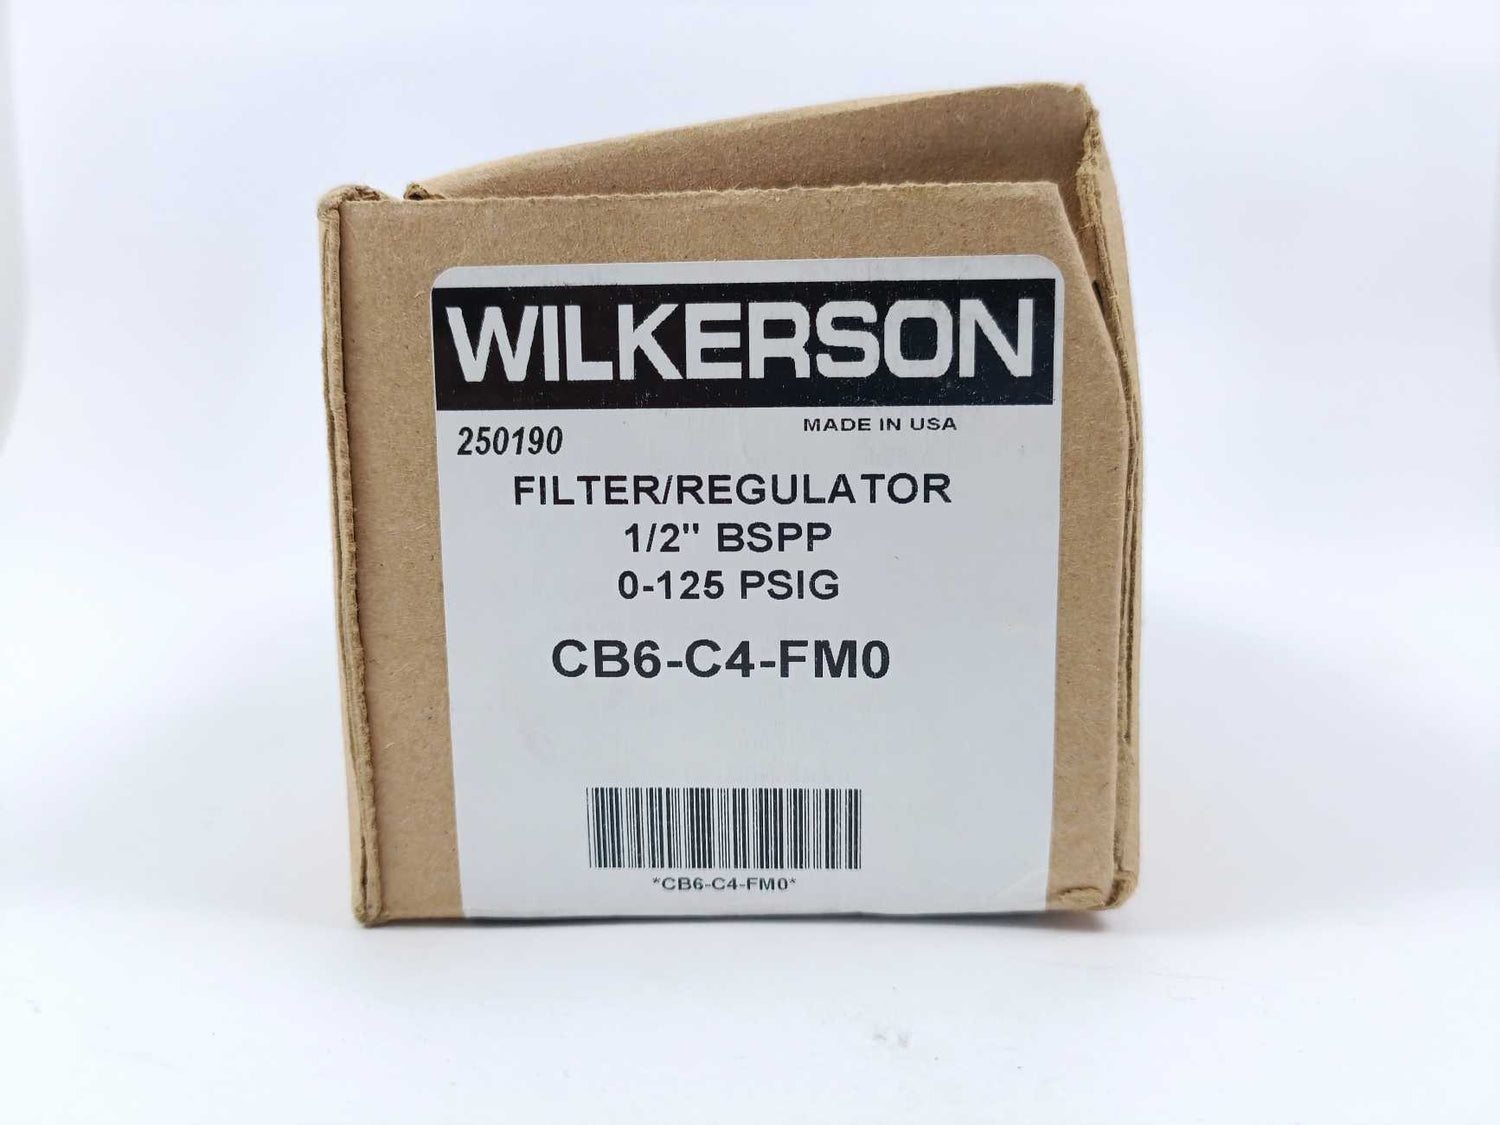 WILKERSON
MADE IN USA
250190
FILTER/REGULATOR
1/2" BSPP
0-125 PSIG
CB6-C4-FM0
*CB6-C4-FM0*